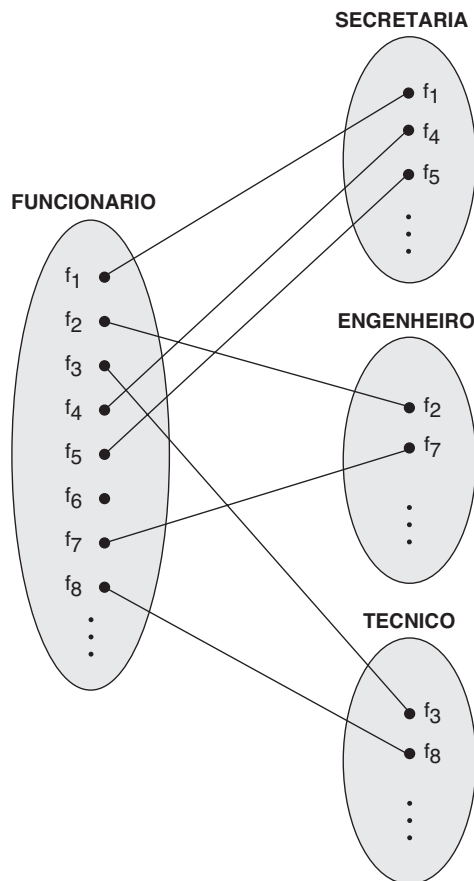 SECRETARIA
f1
f4
f5
FUNCIONARIO
f1
f2
f3
f4
f5
f6
f7
f8
ENGENHEIRO
f2
f7
TECNICO
f3
f8